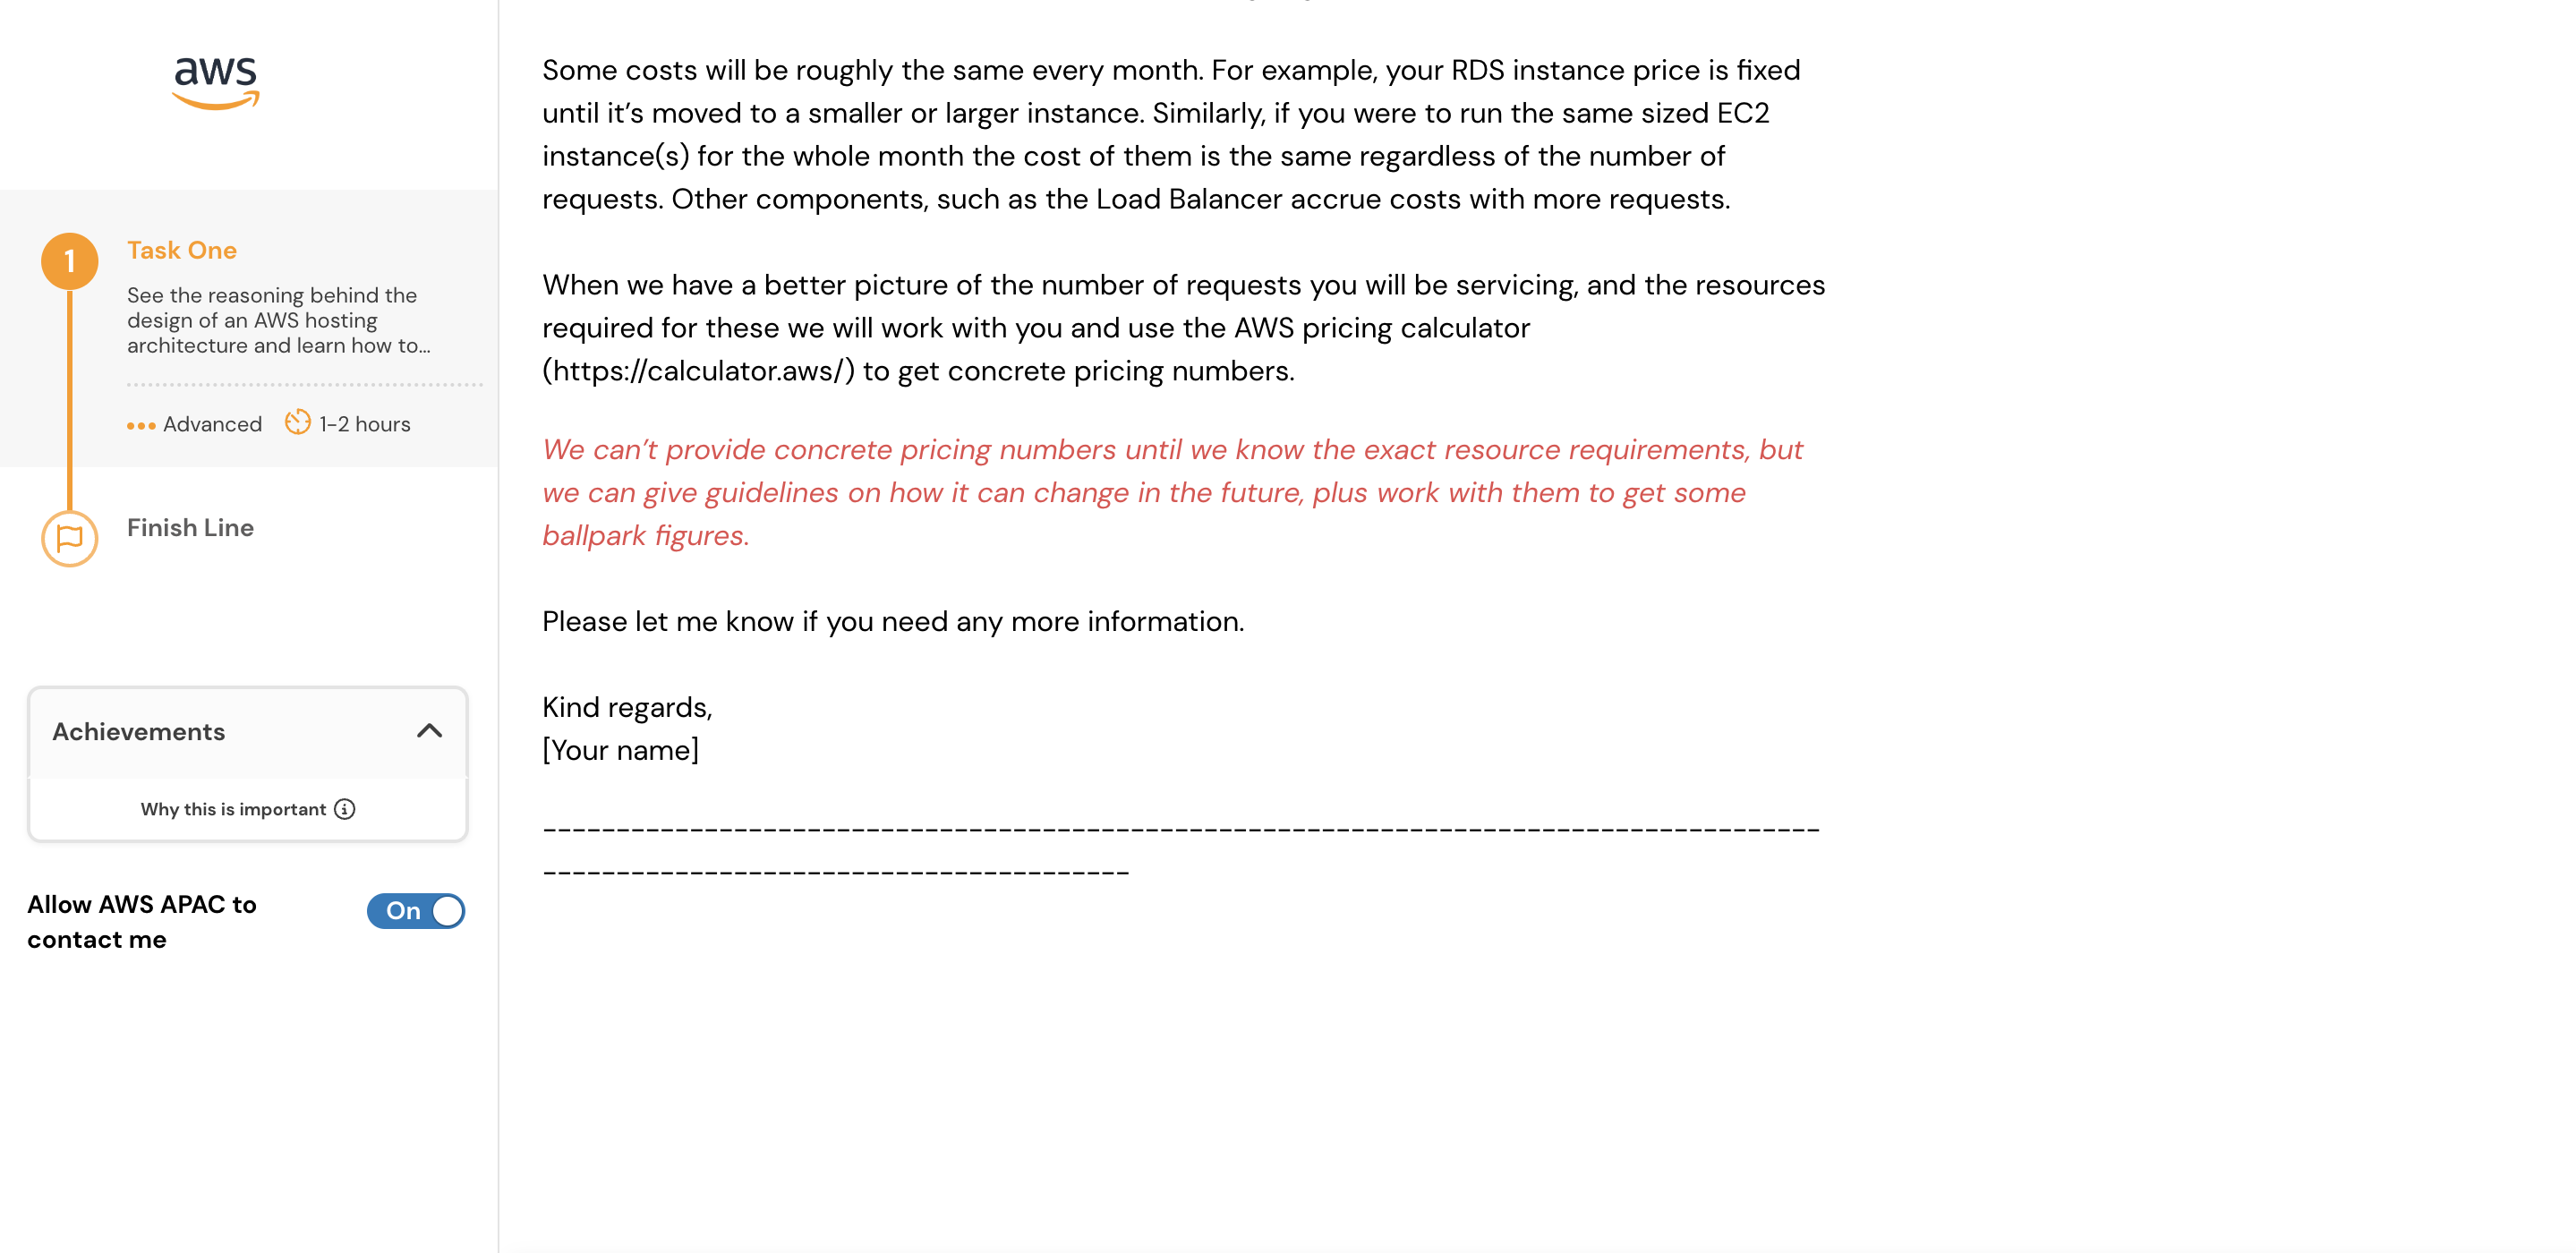 aws
1
Task One
See the reasoning behind the
design of an AWS hosting
architecture and learn how to...
Advanced
1-2 hours
Finish Line
Achievements
Why this is important
Allow AWS APAC to
contact me
On
Some costs will be roughly the same every month. For example, your RDS instance price is fixed
until it’s moved to a smaller or larger instance. Similarly, if you were to run the same sized EC2
instance(s) for the whole month the cost of them is the same regardless of the number of
requests. Other components, such as the Load Balancer accrue costs with more requests.
When we have a better picture of the number of requests you will be servicing, and the resources
required for these we will work with you and use the AWS pricing calculator
(https://calculator.aws/) to get concrete pricing numbers.
We can’t provide concrete pricing numbers until we know the exact resource requirements, but
we can give guidelines on how it can change in the future, plus work with them to get some
ballpark figures.
Please let me know if you need any more information.
Kind regards,
[Your name]